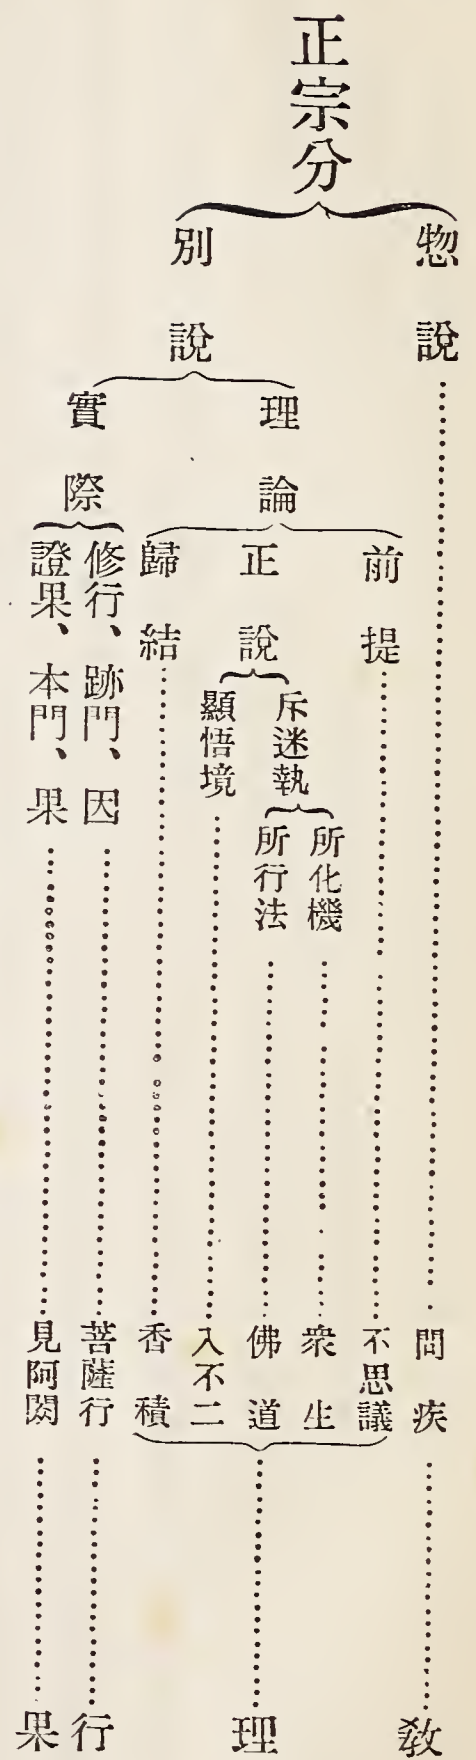 正宗分
惣說………問疾………敎
別說
理論
前提………不思議
正說
斥迷執
所化機………衆生
所行法………佛道
顯悟境………入不二
歸結………香積
理
實際
修行、跡門、因………菩薩行………行
證果、本門、果………見阿閦………果